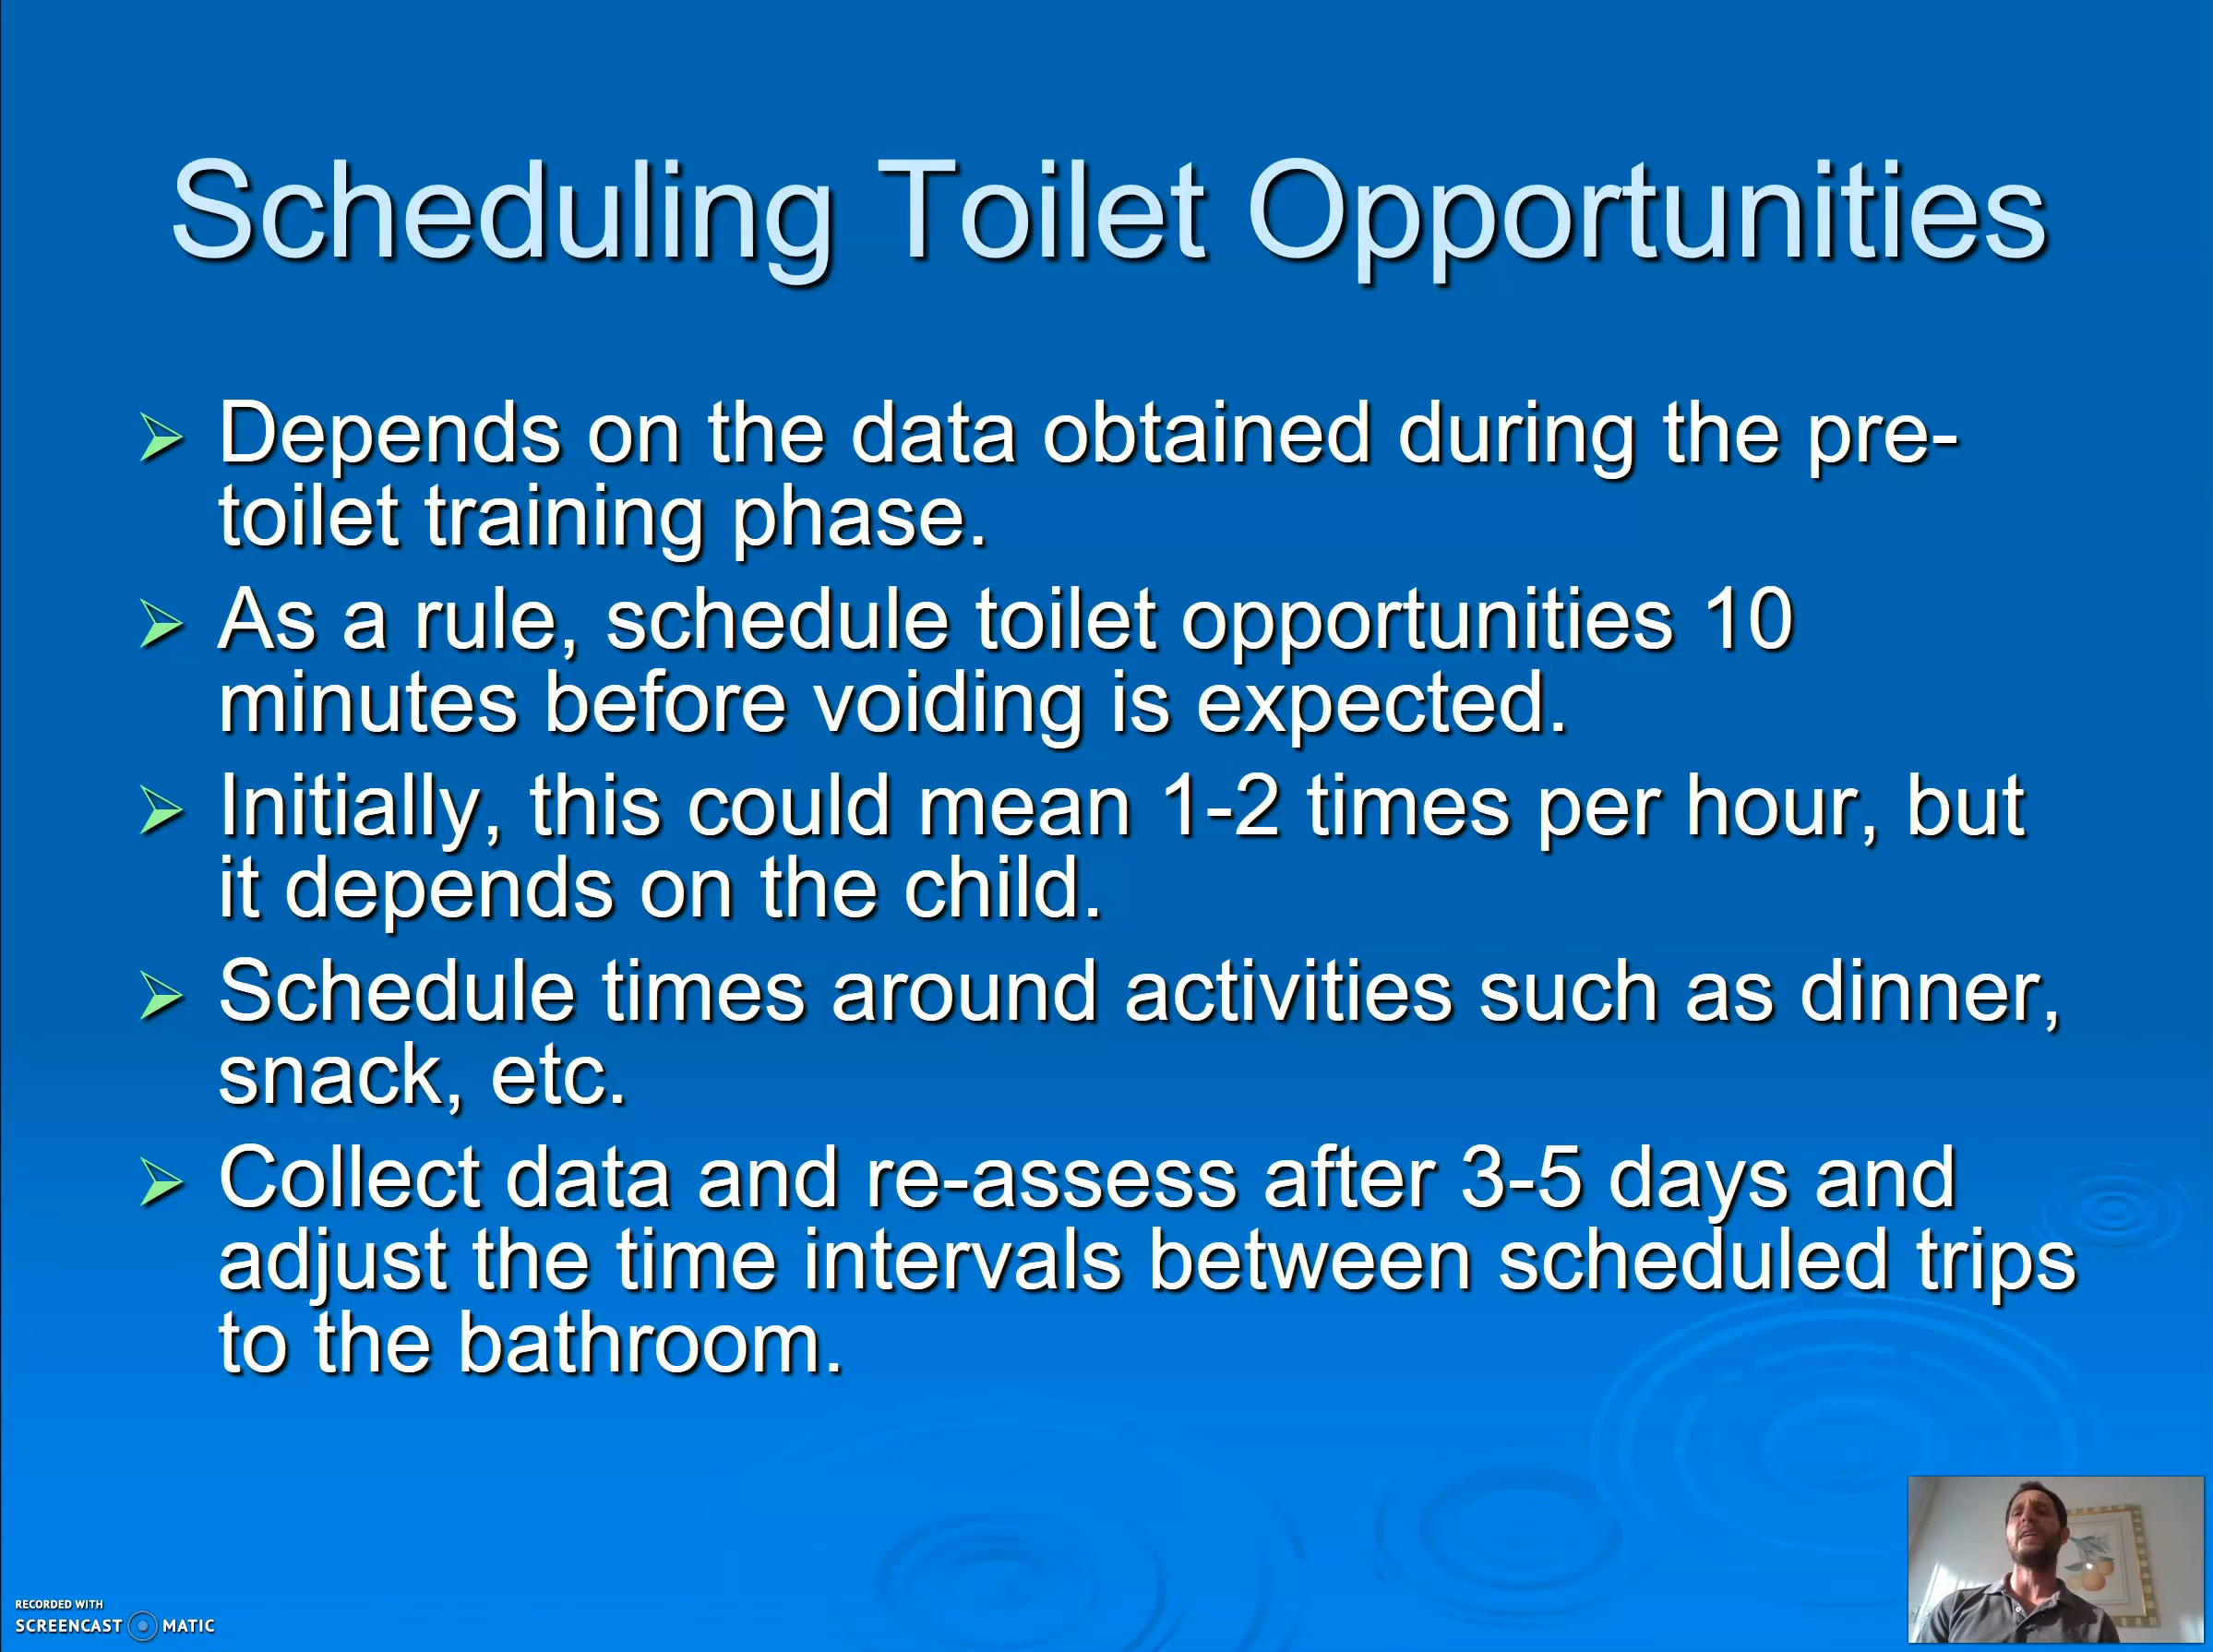 Scheduling Toilet Opportunities
Depends on the data obtained during the pre-
toilet training phase.
As a rule, schedule toilet opportunities 10
minutes before voiding is expected.
Initially, this could mean 1-2 times per hour, but
it depends on the child.
Schedule times around activities such as dinner,
snack, etc.
Collect data and re-assess after 3-5 days and
adjust the time intervals between scheduled trips
to the bathroom.
RECORDED WITH
SCREENCAST MATIC